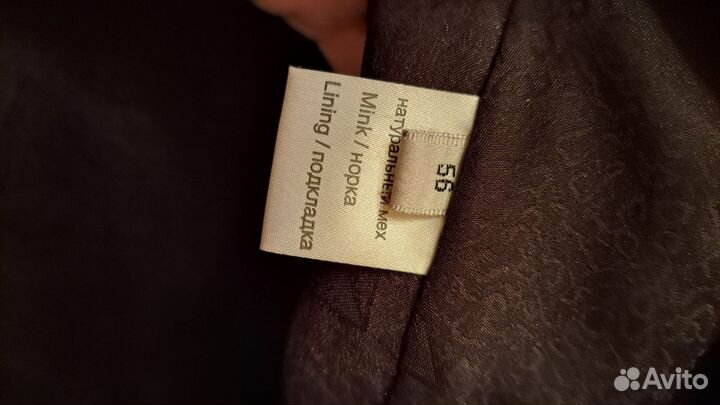 натуральный мех
Mink / норка
Lining / подкладка
56
Avito